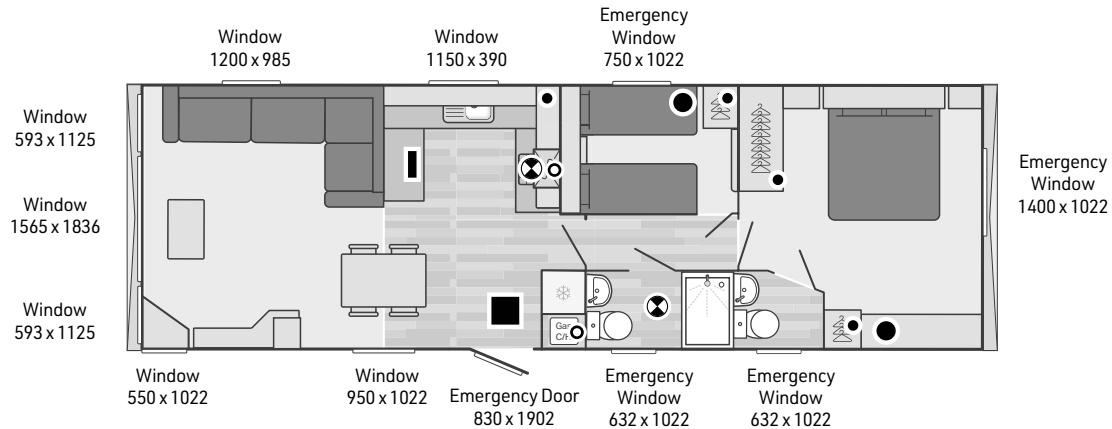 Emergency
Window
750 x 1022
Window
1200 x 985
Window
1150 x 390
Window
593 x 1125
Window
1565 x 1836
Window
593 x 1125
Emergency
Window
1400 x 1022
Gas
C/H
Window
550 x 1022
Window
950 x 1022
Emergency Door
830 x 1902
Emergency
Window
632 x 1022
Emergency
Window
632 x 1022